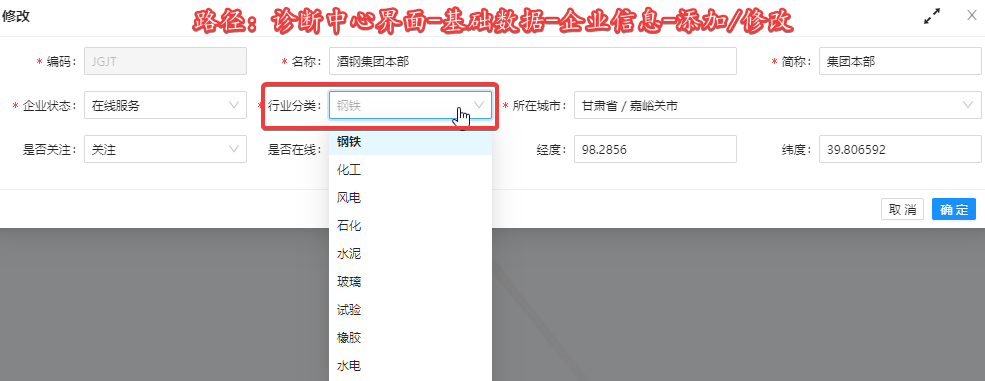 修改
路径：诊断中心界面-基础数据-企业信息-添加/修改
* 编码： JGJT * 名称： 酒钢集团本部 * 简称： 集团本部
* 企业状态： 在线服务 * 行业分类： 钢铁 * 所在城市： 甘肃省 / 嘉峪关市
是否关注： 关注 是否在线： 经度： 98.2856 纬度： 39.806592
钢铁
化工
风电
石化
水泥
玻璃
试验
橡胶
水电
取 消 确 定